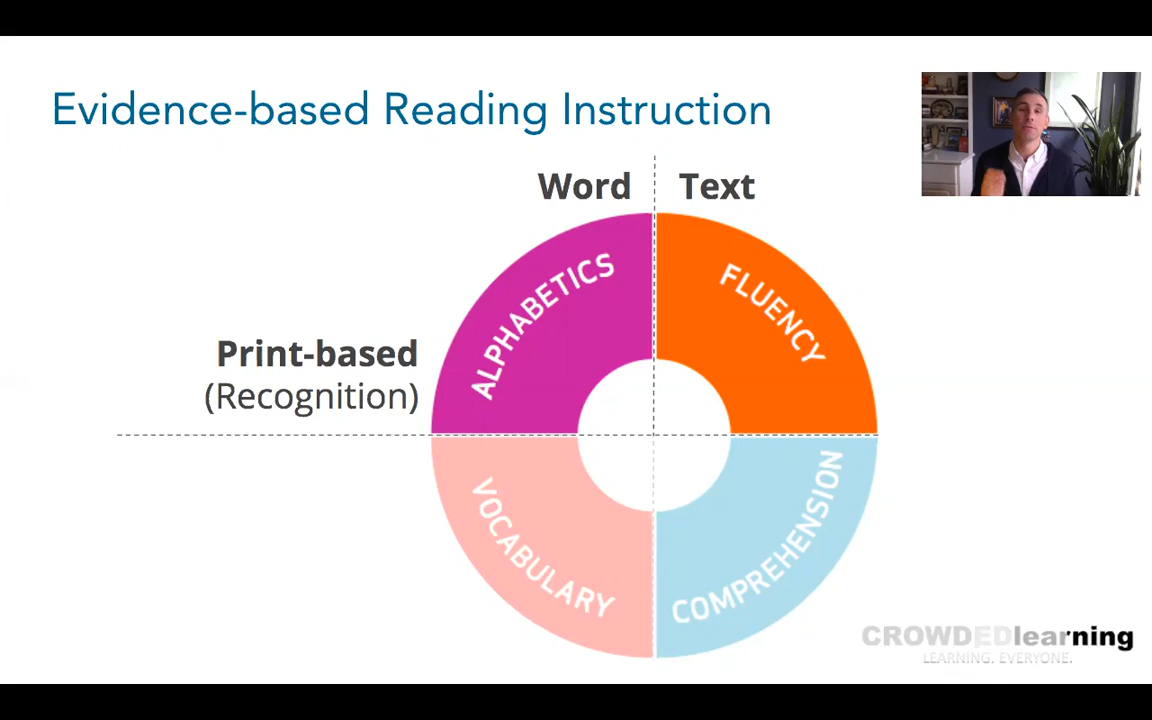 Evidence-based Reading Instruction
Word
Text
ALPHABETICS
FLUENCY
Print-based
(Recognition)
VOCABULARY
COMPREHENSION
CROWDEDlearning
LEARNING. EVERYONE.